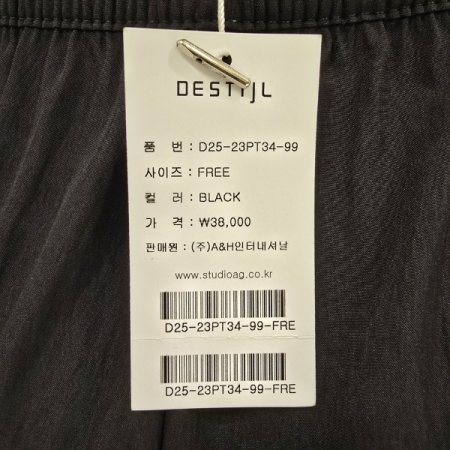 DESTIJL
품 번 : D25-23PT34-99
사이즈 : FREE
컬 러 : BLACK
가 격 : ₩38,000
판매원 : (주)A&H인터내셔날
www.studioag.co.kr
D25-23PT34-99-FRE
D25-23PT34-99-FRE